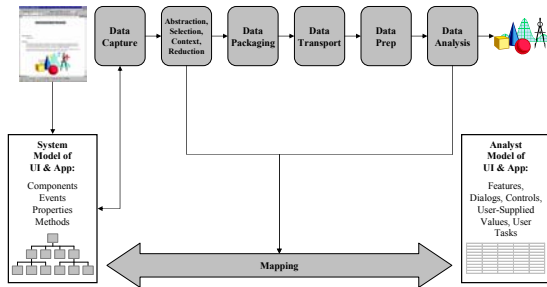 Data
Capture
Abstraction,
Selection,
Context,
Reduction
Data
Packaging
Data
Transport
Data
Prep
Data
Analysis
System
Model of
UI & App:
Components
Events
Properties
Methods
Analyst
Model of
UI & App:
Features,
Dialogs, Controls,
User-Supplied
Values, User
Tasks
Mapping